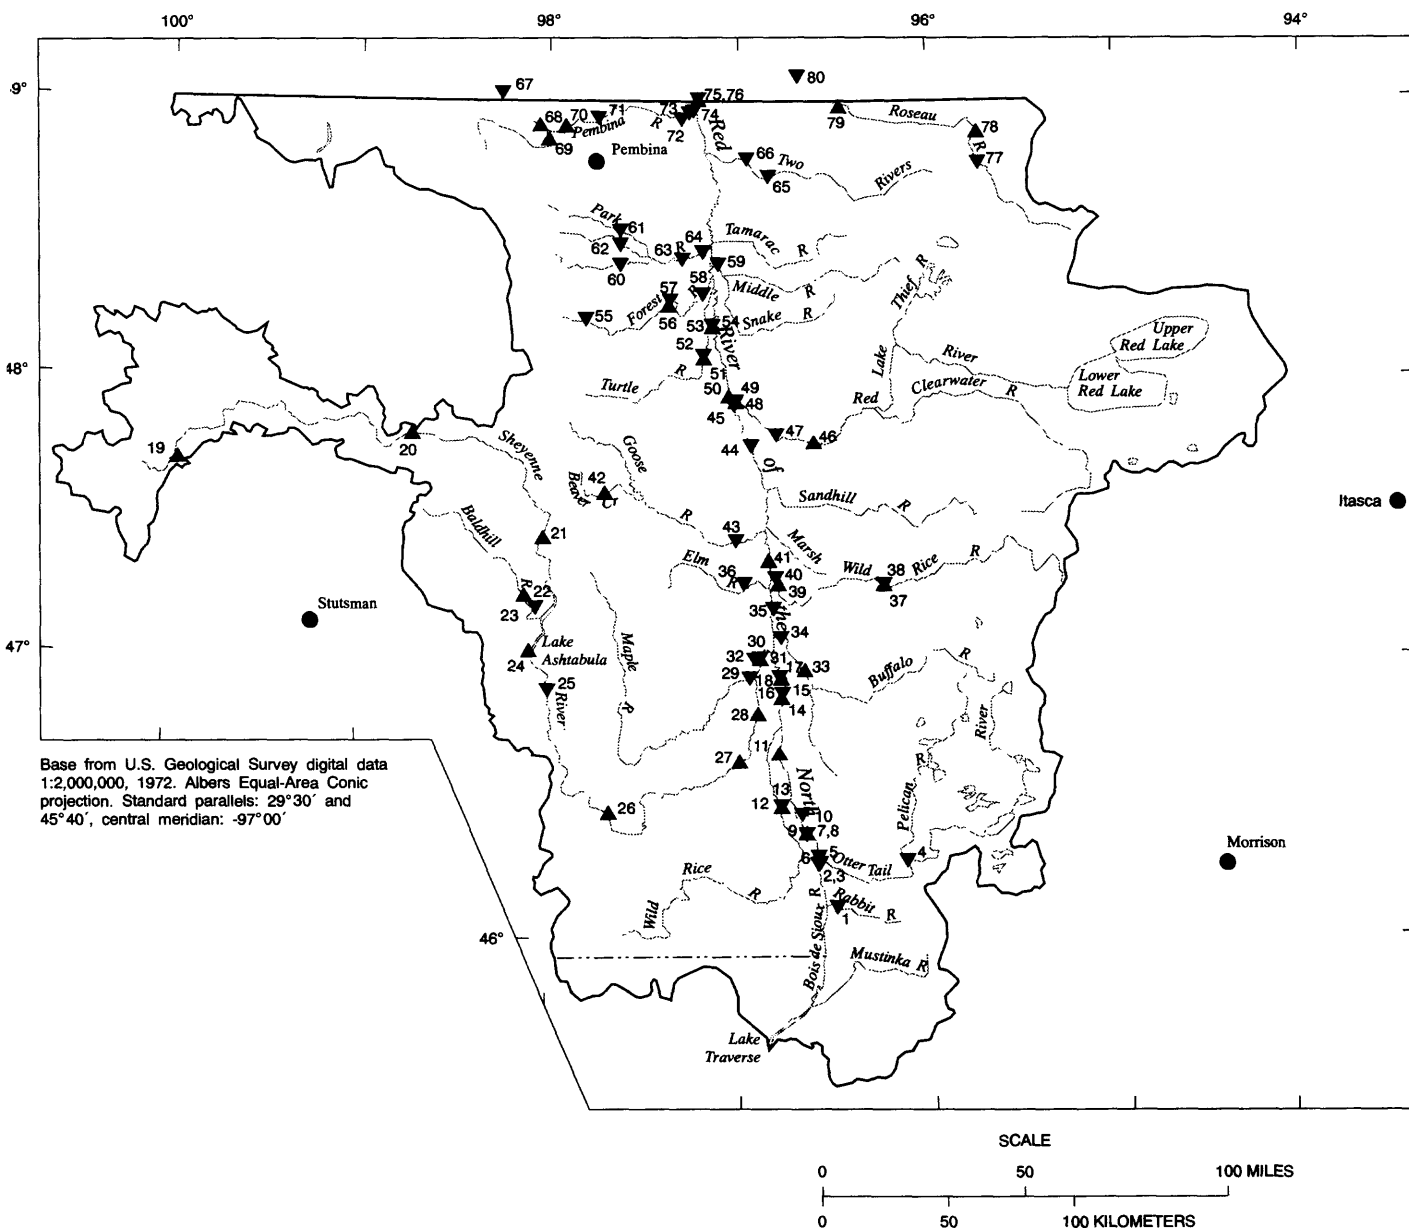 100°
98°
96°
94°
9°
67
80
75,76
73
74
72
71
70
68
69
Pembina
R
Pembina
Red
79
Roseau
78
R
77
66
Two
65
Rivers
Park
61
62
60
63
R
64
Tamarac
R
59
58
57
Forest
R
56
55
Middle
R
53
54
Snake
R
Thief
R
River
52
51
48°
Turtle
R
50
49
45
48
Lake
River
Upper
Red Lake
Lower
Red Lake
Clearwater
R
Red
47
46
44
of
19
20
Sheyenne
Goose
42
Beaver
Cr
R
Sandhill
R
Itasca
Baldhill
21
43
Marsh
41
Elm
R
36
40
39
Wild
Rice
R
38
37
R
22
23
Stutsman
35
the
34
47°
24
Lake
Ashtabula
Maple
R
30
32
31
29
17
18
33
Buffalo
R
16
15
14
25
River
28
River
27
11
Base from U.S. Geological Survey digital data
1:2,000,000, 1972. Albers Equal-Area Conic
projection. Standard parallels: 29°30′ and
45°40′, central meridian: -97°00′
North
R
Pelican
26
13
12
10
9
7,8
5
6
Otter
Tail
4
2,3
Morrison
Rice
R
Wild
R
Rabbit
R
1
46°
Bois de Sioux
Mustinka R
Lake
Traverse
SCALE
0 50 100 MILES
0 50 100 KILOMETERS